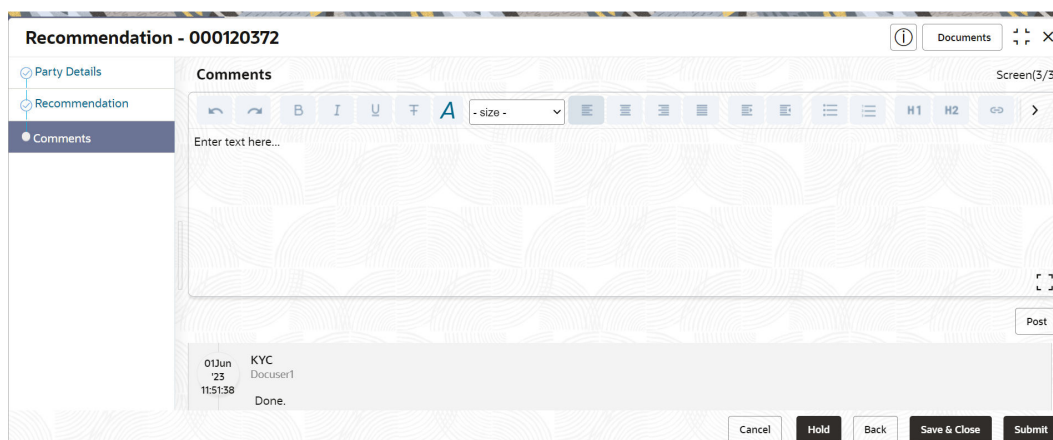 Recommendation - 000120372
Documents
Party Details
Recommendation
Comments
Comments
Screen(3/3
B I U T A - size - H1 H2
Enter text here...
Post
01Jun
'23
11:51:38
KYC
Docuser1
Done.
Cancel Hold Back Save & Close Submit